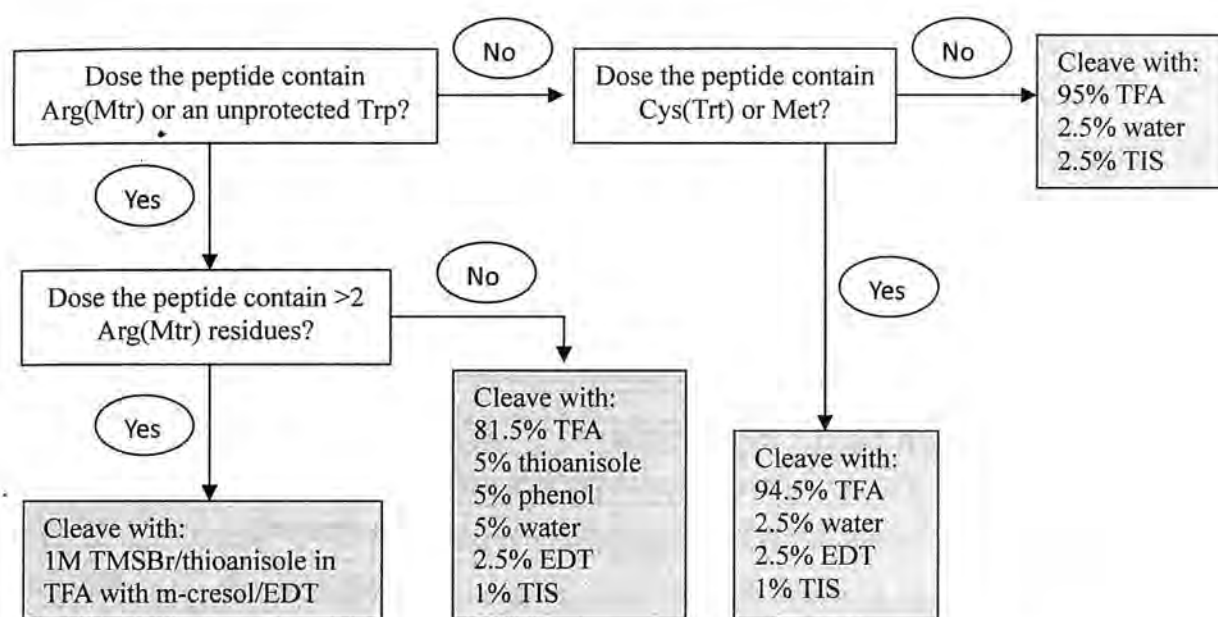 Dose the peptide contain
Arg(Mtr) or an unprotected Trp?
No
Dose the peptide contain
Cys(Trt) or Met?
No
Cleave with:
95% TFA
2.5% water
2.5% TIS
Yes
Dose the peptide contain >2
Arg(Mtr) residues?
No
Yes
Yes
Cleave with:
1M TMSBr/thioanisole in
TFA with m-cresol/EDT
Cleave with:
81.5% TFA
5% thioanisole
5% phenol
5% water
2.5% EDT
1% TIS
Cleave with:
94.5% TFA
2.5% water
2.5% EDT
1% TIS